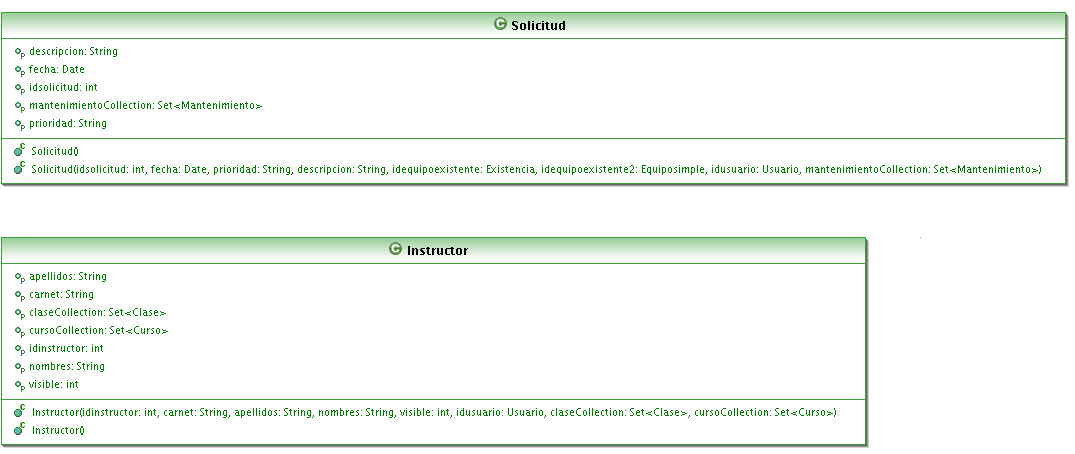 Solicitud
descripcion: String
fecha: Date
idsolicitud: int
mantenimientoCollection: Set<Mantenimiento>
prioridad: String
Solicitud()
Solicitud(idsolicitud: int, fecha: Date, prioridad: String, descripcion: String, idequipoexistente: Existencia, idequipoexistente2: Equiposimple, idusuario: Usuario, mantenimientoCollection: Set<Mantenimiento>)
Instructor
apellidos: String
carnet: String
claseCollection: Set<Clase>
cursoCollection: Set<Curso>
idinstructor: int
nombres: String
visible: int
Instructor(idinstructor: int, carnet: String, apellidos: String, nombres: String, visible: int, idusuario: Usuario, claseCollection: Set<Clase>, cursoCollection: Set<Curso>)
Instructor()